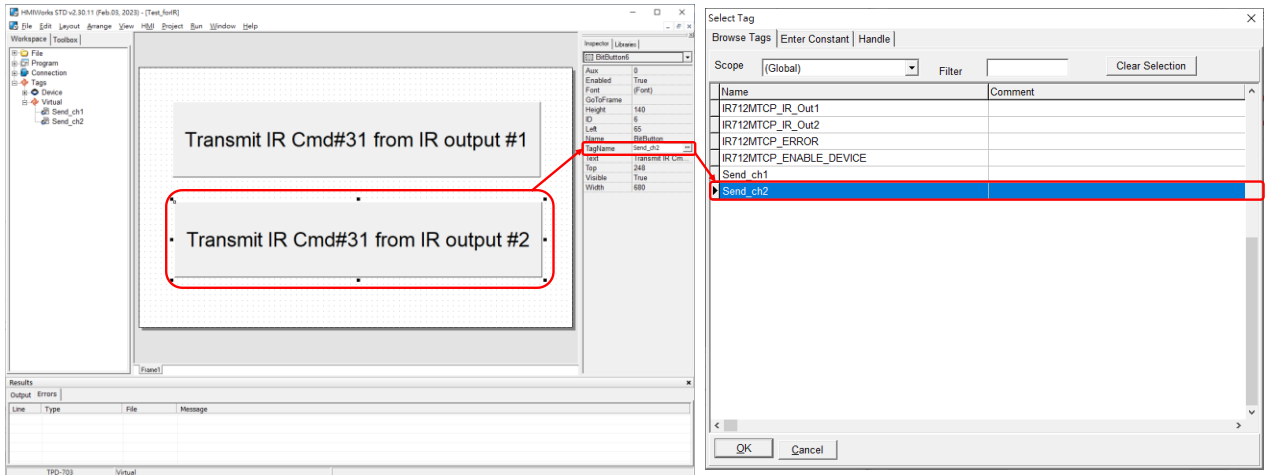 HMIWorks STD v2.30.11 (Feb.03, 2023) - [Test_forIR]
File Edit Layout Arrange View HMI Project Run Window Help
Workspace Toolbox
File
Program
Connection
Tags
Device
Virtual
Send_ch1
Send_ch2
Transmit IR Cmd#31 from IR output #1
Transmit IR Cmd#31 from IR output #2
Frame1
Inspector Libraries
BitButton6
Aux 0
Enabled True
Font (Font)
GoToFrame
Height 140
ID 6
Left 65
Name BitButton
TagName Send_ch2 ...
Text Transmit IR Cm...
Top 248
Visible True
Width 680
Results
Output Errors
Line Type File Message
TPD-703 Virtual
Select Tag
Browse Tags Enter Constant Handle
Scope (Global) Filter Clear Selection
Name Comment
IR712MTCP_IR_Out1
IR712MTCP_IR_Out2
IR712MTCP_ERROR
IR712MTCP_ENABLE_DEVICE
Send_ch1
Send_ch2
OK Cancel